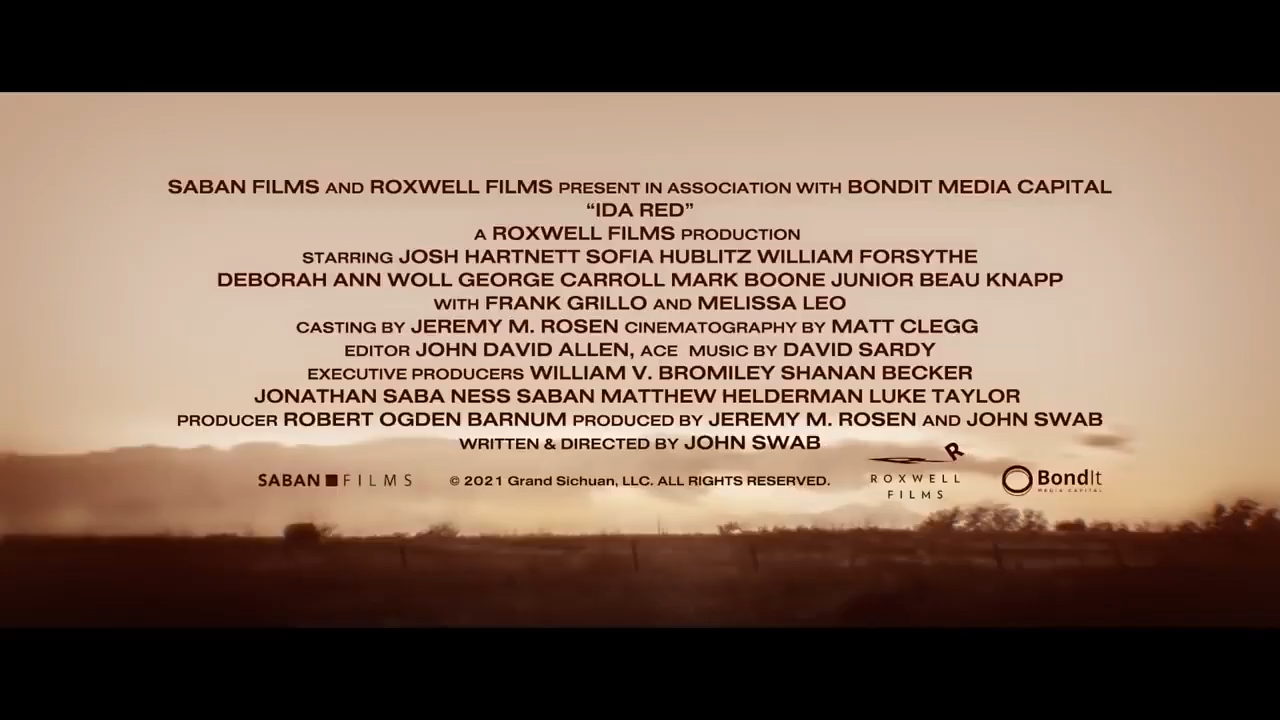 SABAN FILMS AND ROXWELL FILMS PRESENT IN ASSOCIATION WITH BONDIT MEDIA CAPITAL
“IDA RED”
A ROXWELL FILMS PRODUCTION
STARRING JOSH HARTNETT SOFIA HUBLITZ WILLIAM FORSYTHE
DEBORAH ANN WOLL GEORGE CARROLL MARK BOONE JUNIOR BEAU KNAPP
WITH FRANK GRILLO AND MELISSA LEO
CASTING BY JEREMY M. ROSEN CINEMATOGRAPHY BY MATT CLEGG
EDITOR JOHN DAVID ALLEN, ACE MUSIC BY DAVID SARDY
EXECUTIVE PRODUCERS WILLIAM V. BROMILEY SHANAN BECKER
JONATHAN SABA NESS SABAN MATTHEW HELDERMAN LUKE TAYLOR
PRODUCER ROBERT OGDEN BARNUM PRODUCED BY JEREMY M. ROSEN AND JOHN SWAB
WRITTEN & DIRECTED BY JOHN SWAB
SABAN FILMS
© 2021 Grand Sichuan, LLC. ALL RIGHTS RESERVED.
R
ROXWELL
FILMS
BondIt
MEDIA CAPITAL